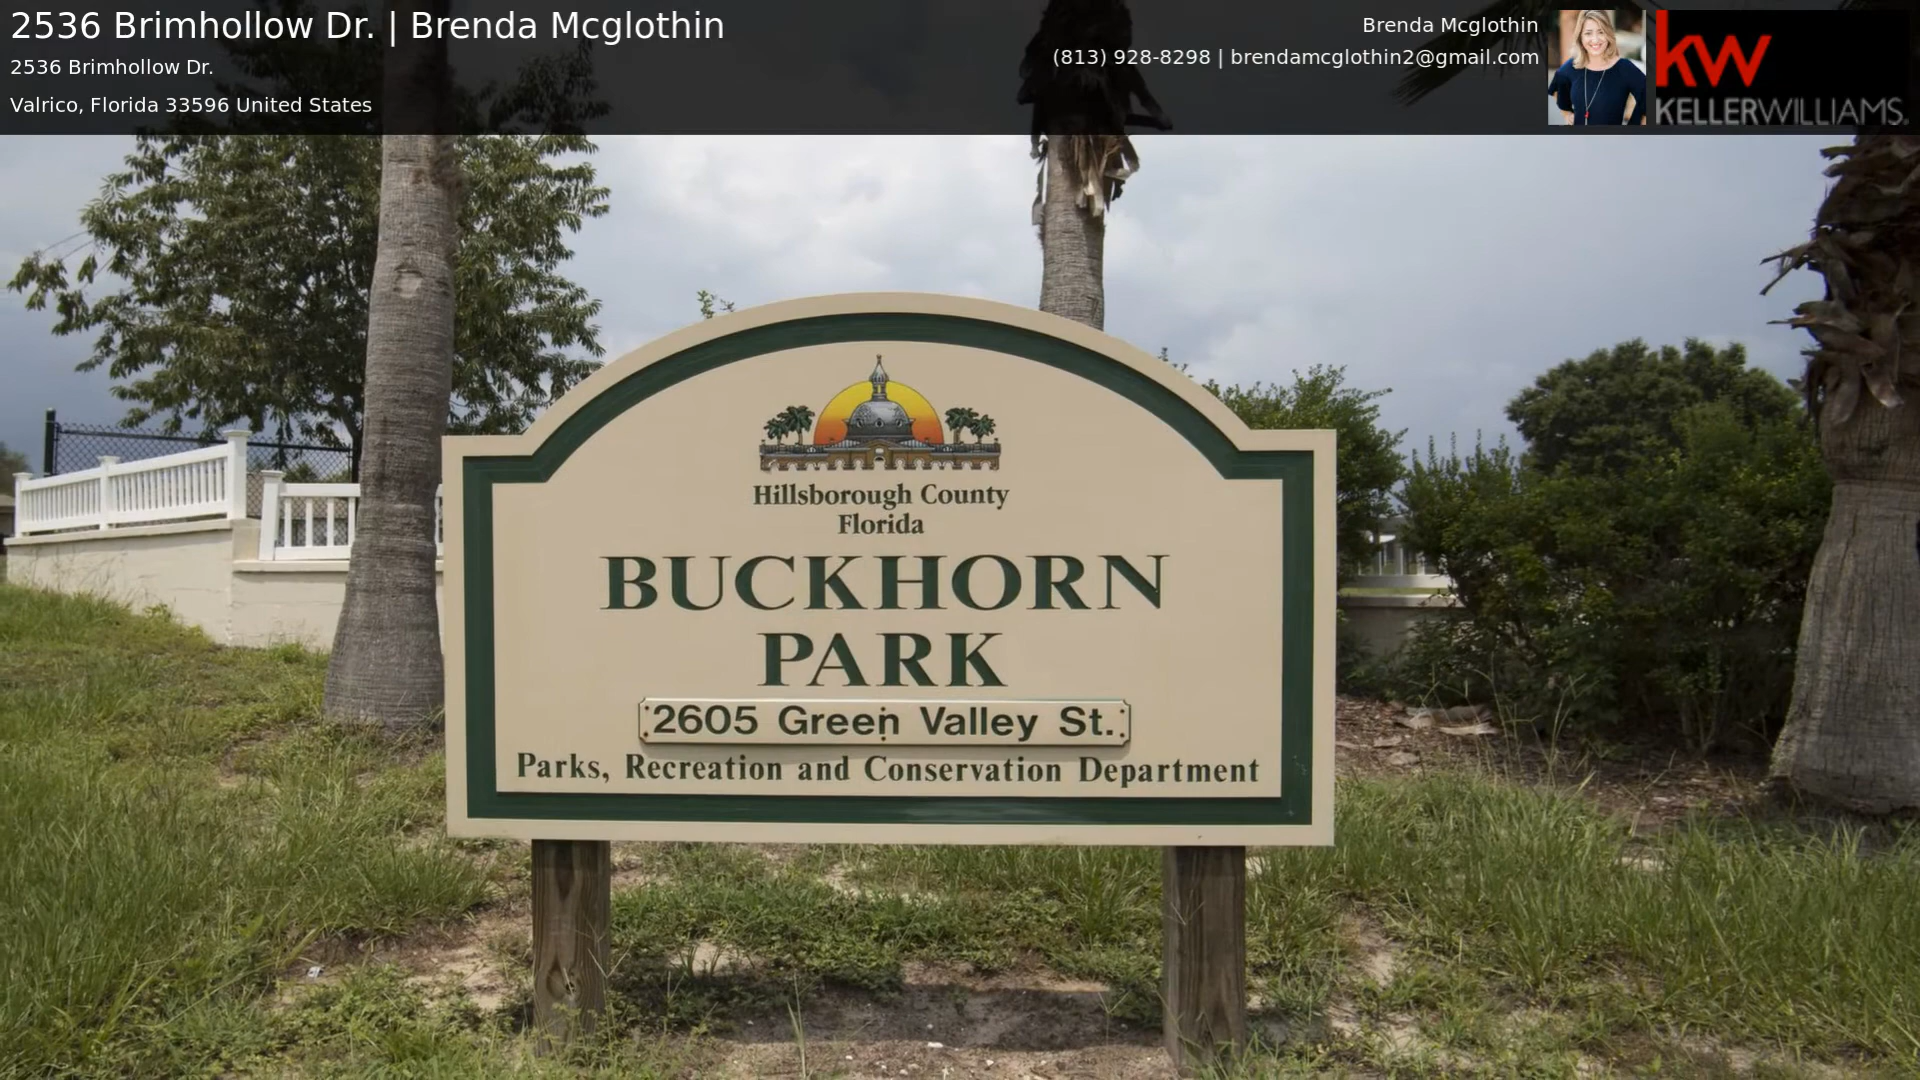 2536 Brimhollow Dr. | Brenda Mcglothin
2536 Brimhollow Dr.
Valrico, Florida 33596 United States
Brenda Mcglothin
(813) 928-8298 | brendamcglothin2@gmail.com
kw
KELLERWILLIAMS.
Hillsborough County
Florida
BUCKHORN
PARK
2605 Green Valley St.
Parks, Recreation and Conservation Department